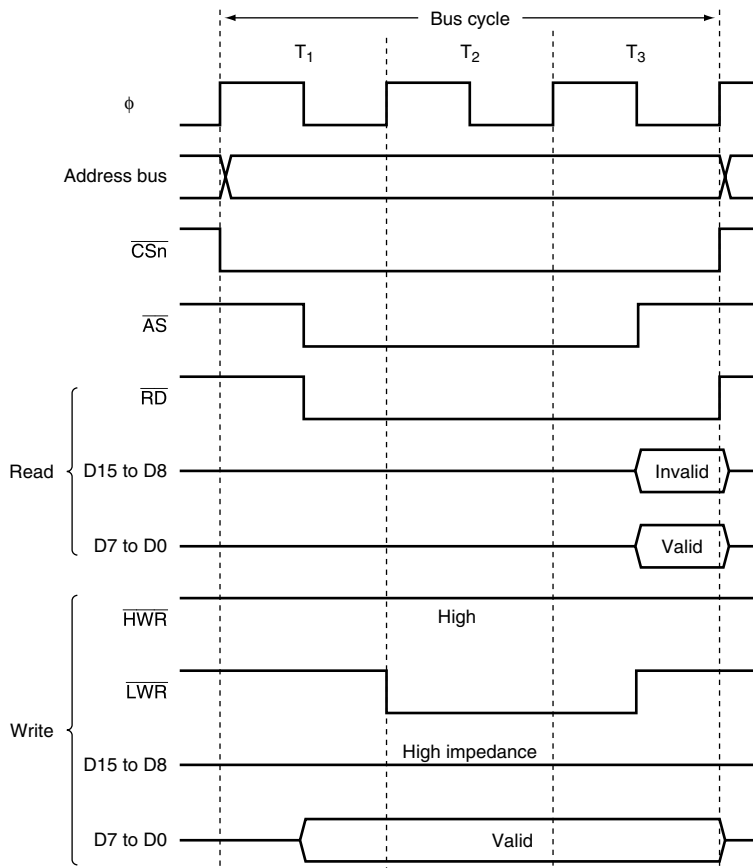 Bus cycle
T1 T2 T3
ϕ
Address bus
CSn
AS
RD
Read
D15 to D8 Invalid
D7 to D0 Valid
HWR High
LWR
Write
D15 to D8 High impedance
D7 to D0 Valid